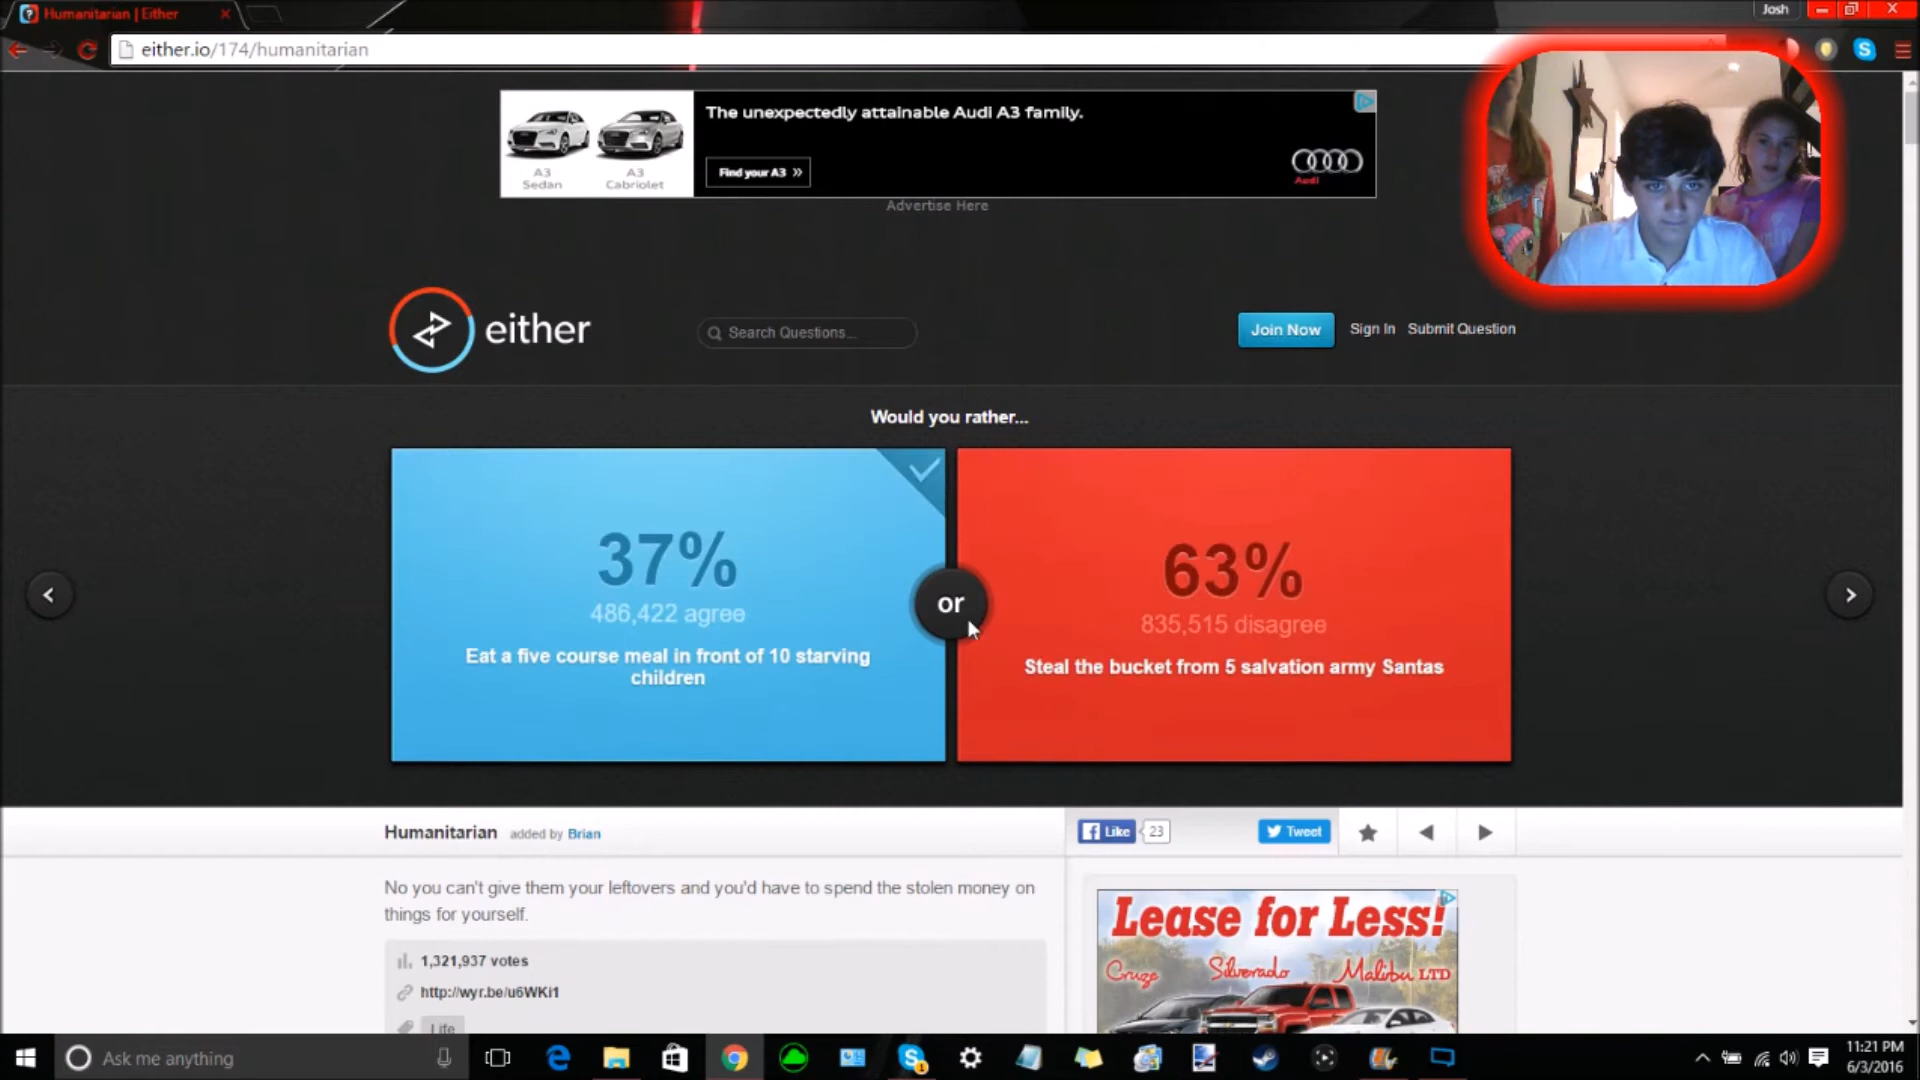 Humanitarian | Either
Josh
either.io/174/humanitarian
The unexpectedly attainable Audi A3 family.
Find your A3 »
A3
Sedan
A3
Cabriolet
Audi
Advertise Here
either
Search Questions...
Join Now
Sign In
Submit Question
Would you rather...
37%
486,422 agree
Eat a five course meal in front of 10 starving
children
or
63%
835,515 disagree
Steal the bucket from 5 salvation army Santas
Humanitarian added by Brian
Like 23
Tweet
No you can't give them your leftovers and you'd have to spend the stolen money on
things for yourself.
1,321,937 votes
http://wyr.be/u6WKi1
Life
Lease for Less!
Cruze Silverado Malibu LTD
Ask me anything
11:21 PM
6/3/2016